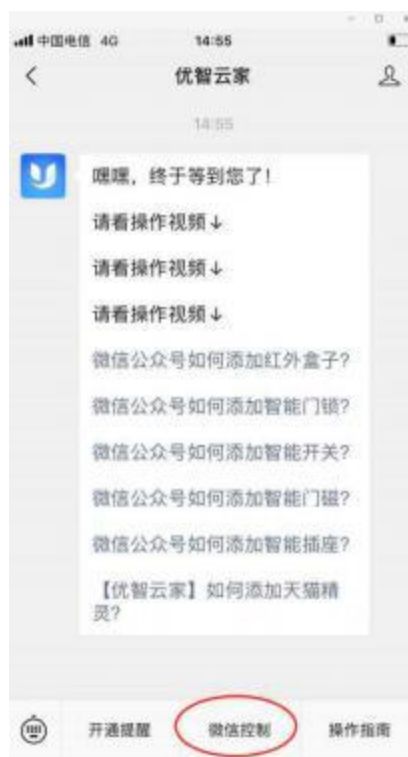 中国电信 4G 14:55
优智云家
14:55
嘿嘿，终于等到您了！
请看操作视频↓
请看操作视频↓
请看操作视频↓
微信公众号如何添加红外盒子？
微信公众号如何添加智能门锁？
微信公众号如何添加智能开关？
微信公众号如何添加智能门磁？
微信公众号如何添加智能插座？
【优智云家】如何添加天猫精
灵？
开通提醒 微信控制 操作指南